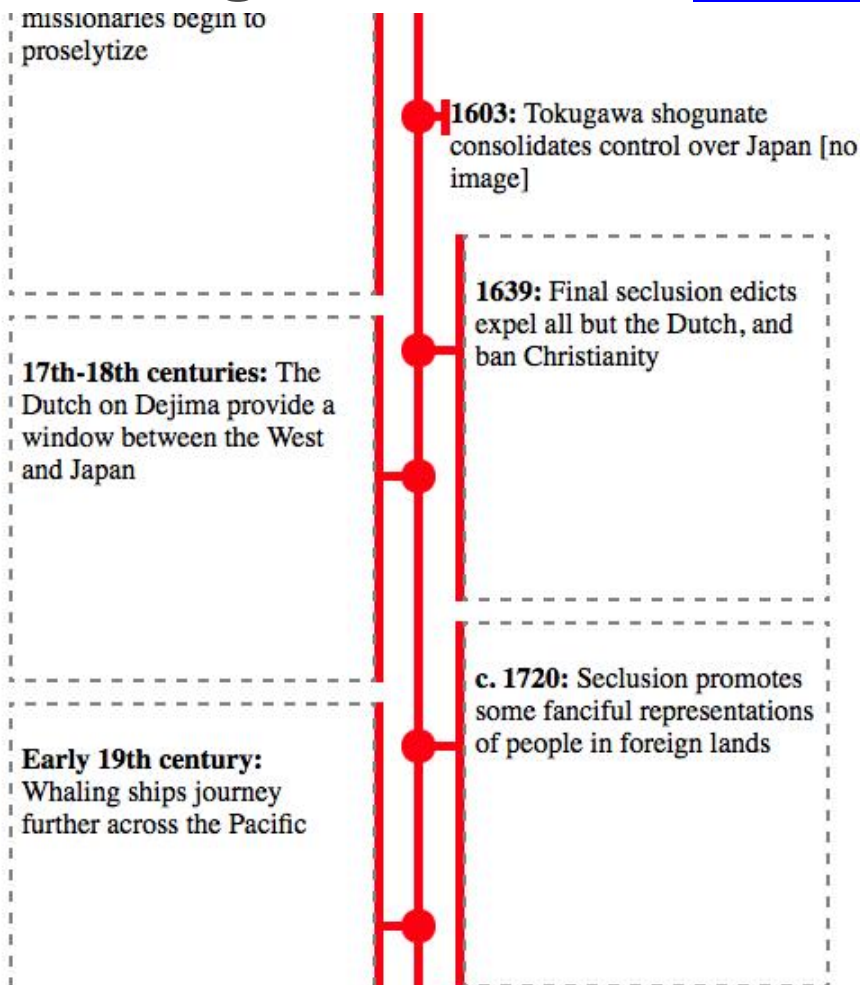 missionaries begin to
proselytize
1603: Tokugawa shogunate
consolidates control over Japan [no
image]
1639: Final seclusion edicts
expel all but the Dutch, and
ban Christianity
17th-18th centuries: The
Dutch on Dejima provide a
window between the West
and Japan
c. 1720: Seclusion promotes
some fanciful representations
of people in foreign lands
Early 19th century:
Whaling ships journey
further across the Pacific